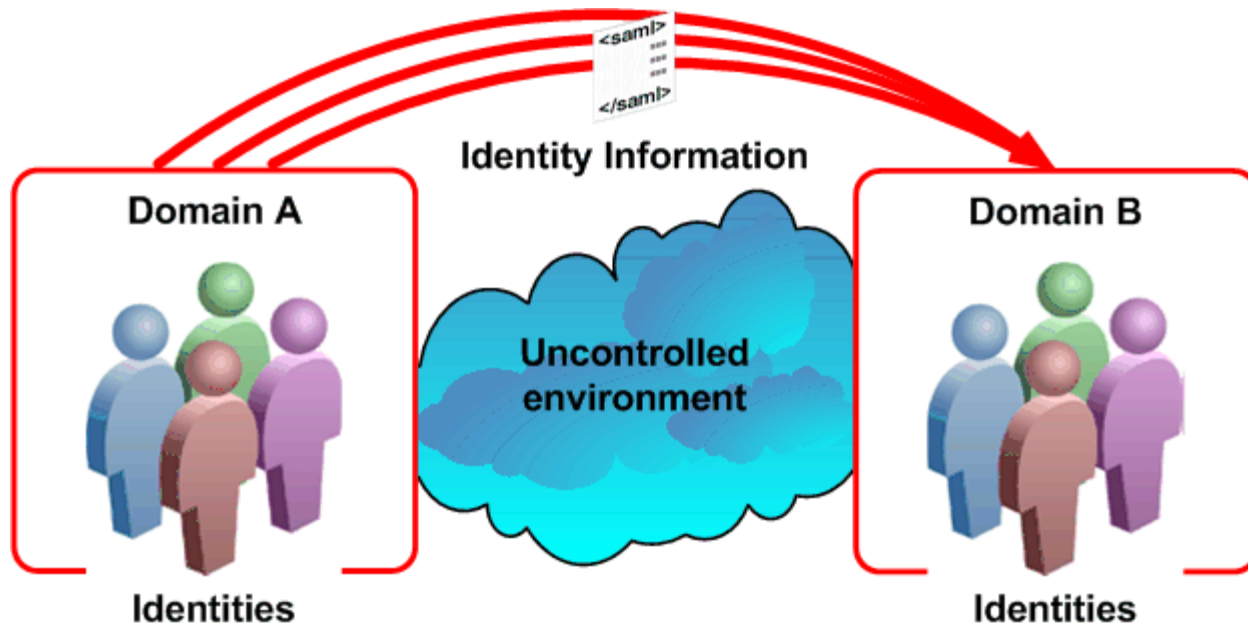 <saml>
...
...
...
</saml>
Identity Information
Domain A
Domain B
Uncontrolled
environment
Identities
Identities